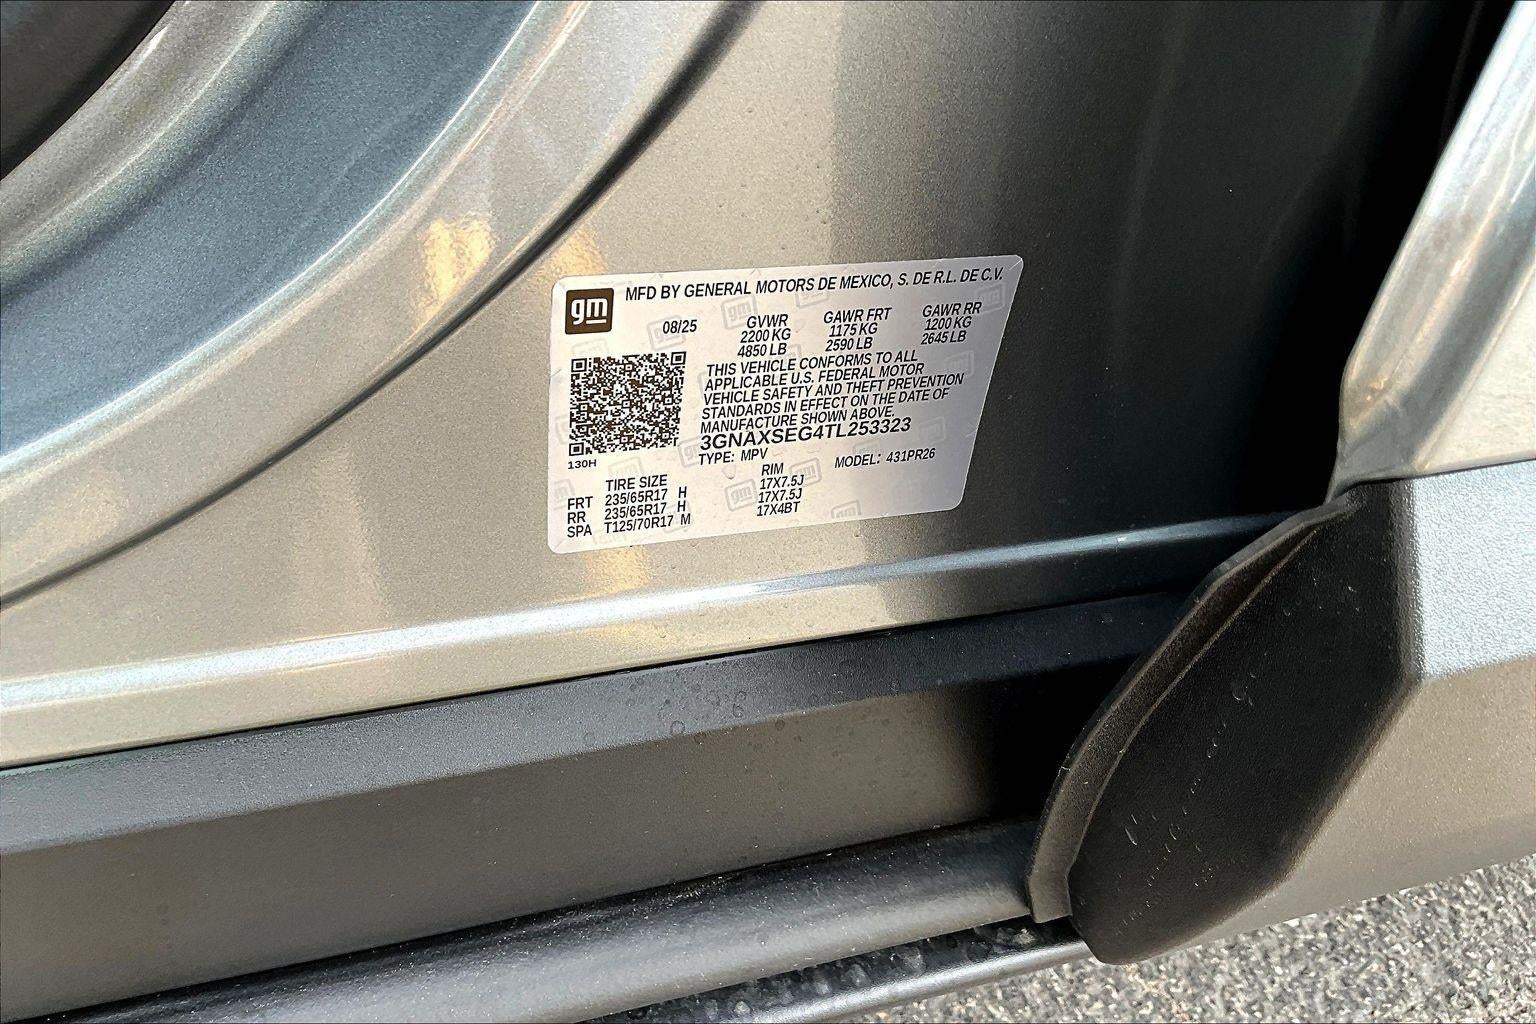 gm MFD BY GENERAL MOTORS DE MEXICO, S. DE R.L. DE C.V.
08/25 GVWR GAWR FRT GAWR RR
2200 KG 1175 KG 1200 KG
4850 LB 2590 LB 2645 LB
THIS VEHICLE CONFORMS TO ALL
APPLICABLE U.S. FEDERAL MOTOR
VEHICLE SAFETY AND THEFT PREVENTION
STANDARDS IN EFFECT ON THE DATE OF
MANUFACTURE SHOWN ABOVE.
3GNAXSEG4TL253323
130H TYPE: MPV MODEL: 431PR26
TIRE SIZE RIM
FRT 235/65R17 H 17X7.5J
RR 235/65R17 H 17X7.5J
SPA T125/70R17 M 17X4BT